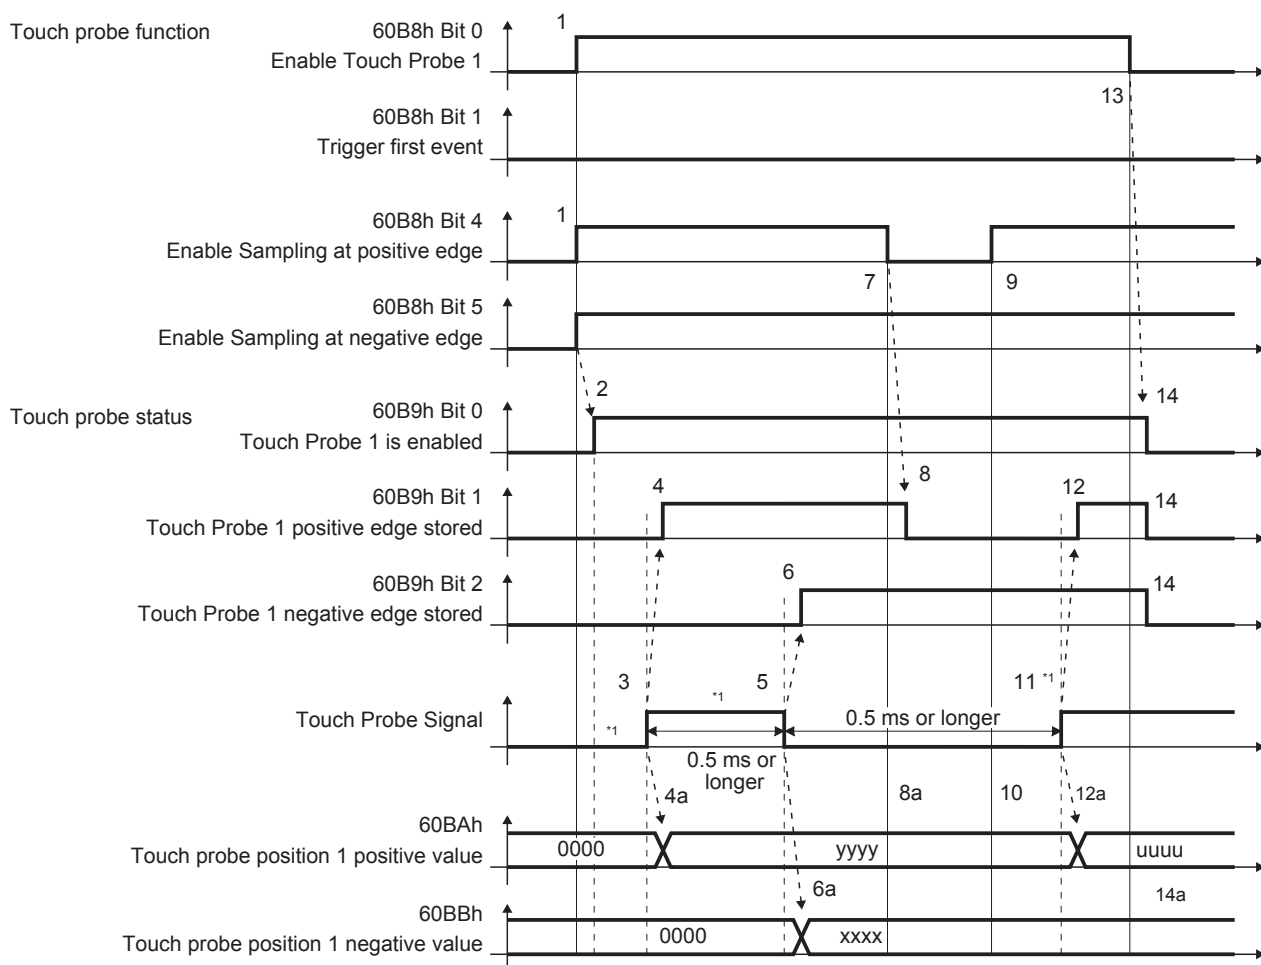 Touch probe function
60B8h Bit 0
Enable Touch Probe 1
1
13
60B8h Bit 1
Trigger first event
60B8h Bit 4
Enable Sampling at positive edge
1
7
9
60B8h Bit 5
Enable Sampling at negative edge
2
Touch probe status
60B9h Bit 0
Touch Probe 1 is enabled
14
60B9h Bit 1
Touch Probe 1 positive edge stored
4
8
12
14
60B9h Bit 2
Touch Probe 1 negative edge stored
6
14
Touch Probe Signal
3
*1
*1
5
11 *1
0.5 ms or
longer
0.5 ms or longer
4a
8a
10
12a
60BAh
Touch probe position 1 positive value
0000
yyyy
uuuu
6a
14a
60BBh
Touch probe position 1 negative value
0000
xxxx